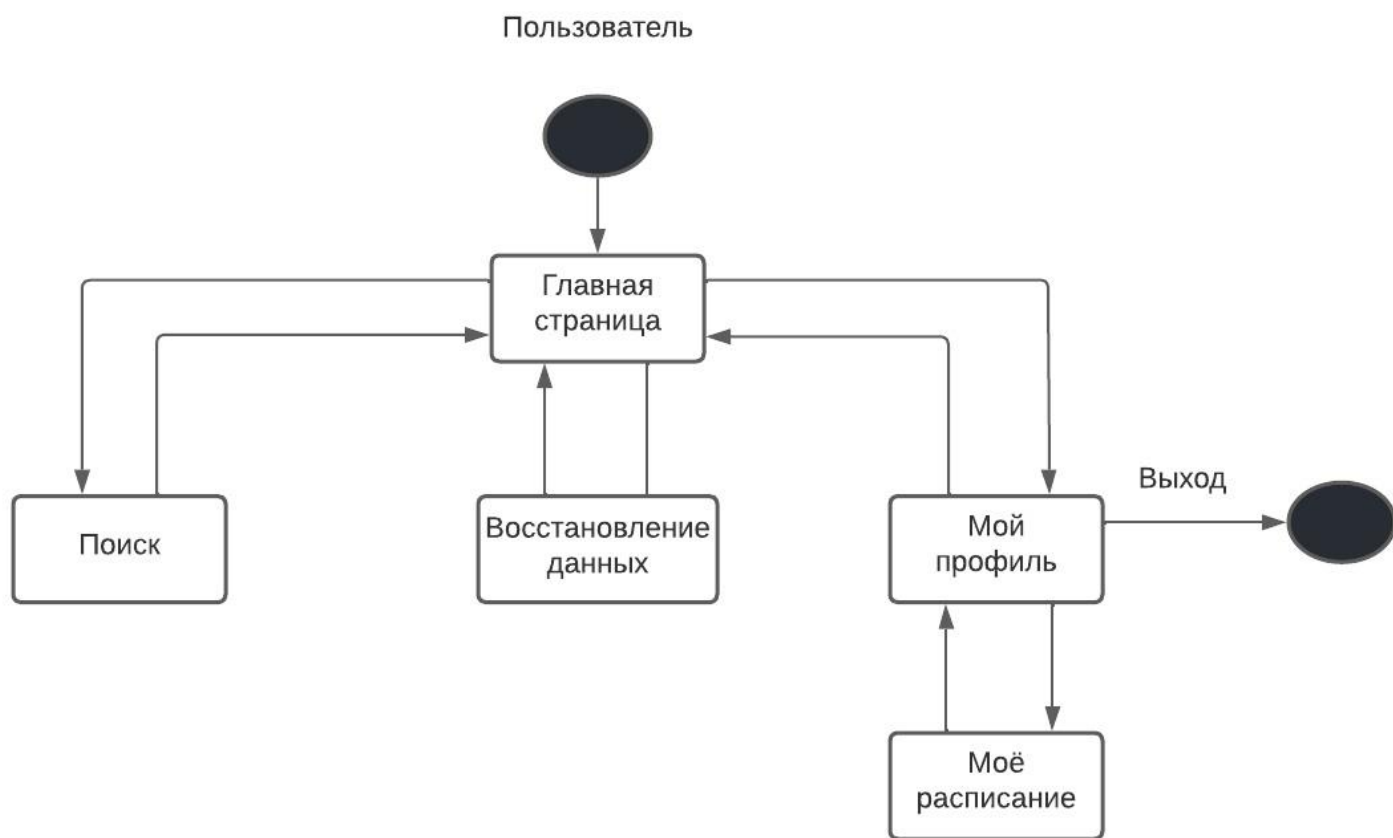 Пользователь
Главная
страница
Выход
Поиск
Восстановление
данных
Мой
профиль
Моё
расписание